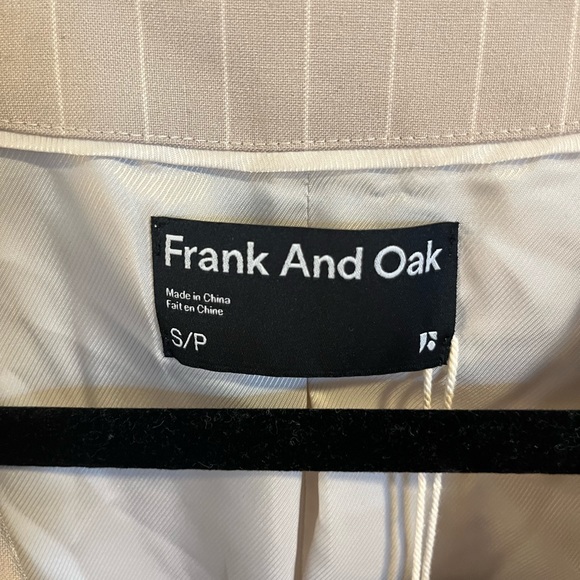 Frank And Oak
Made in China
Fait en Chine
S/P